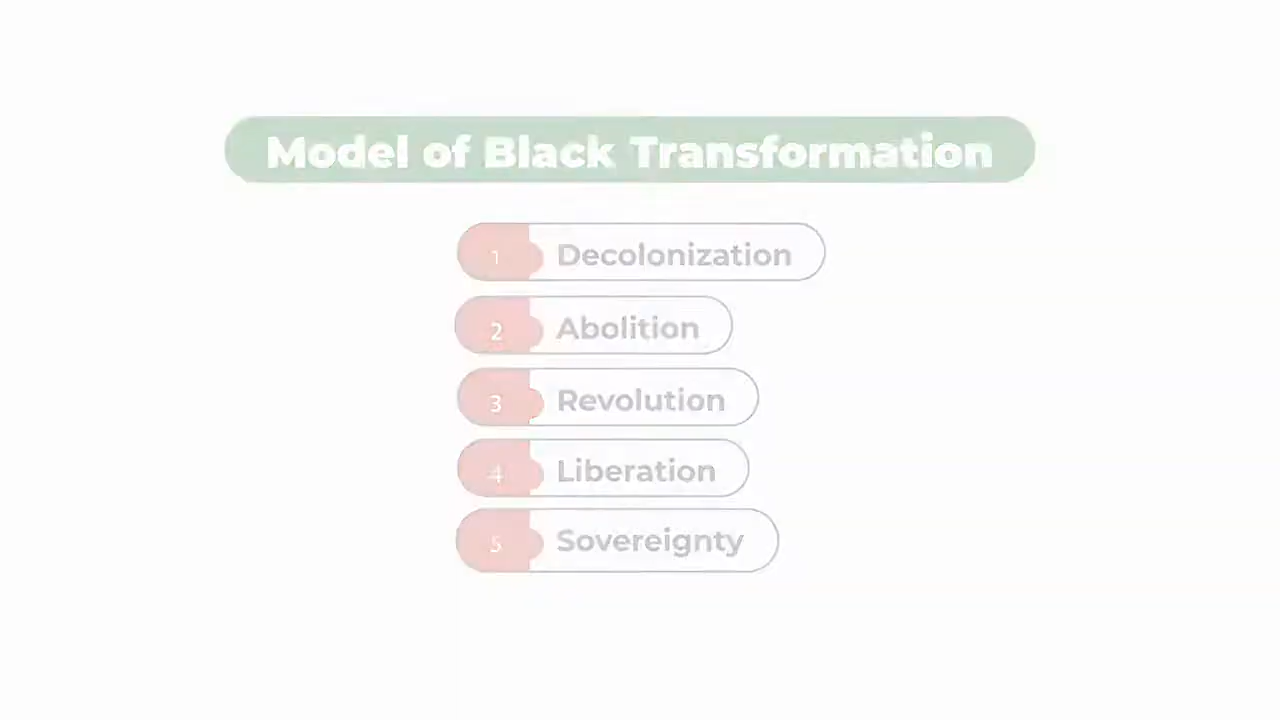 Model of Black Transformation
1 Decolonization
2 Abolition
3 Revolution
4 Liberation
5 Sovereignty